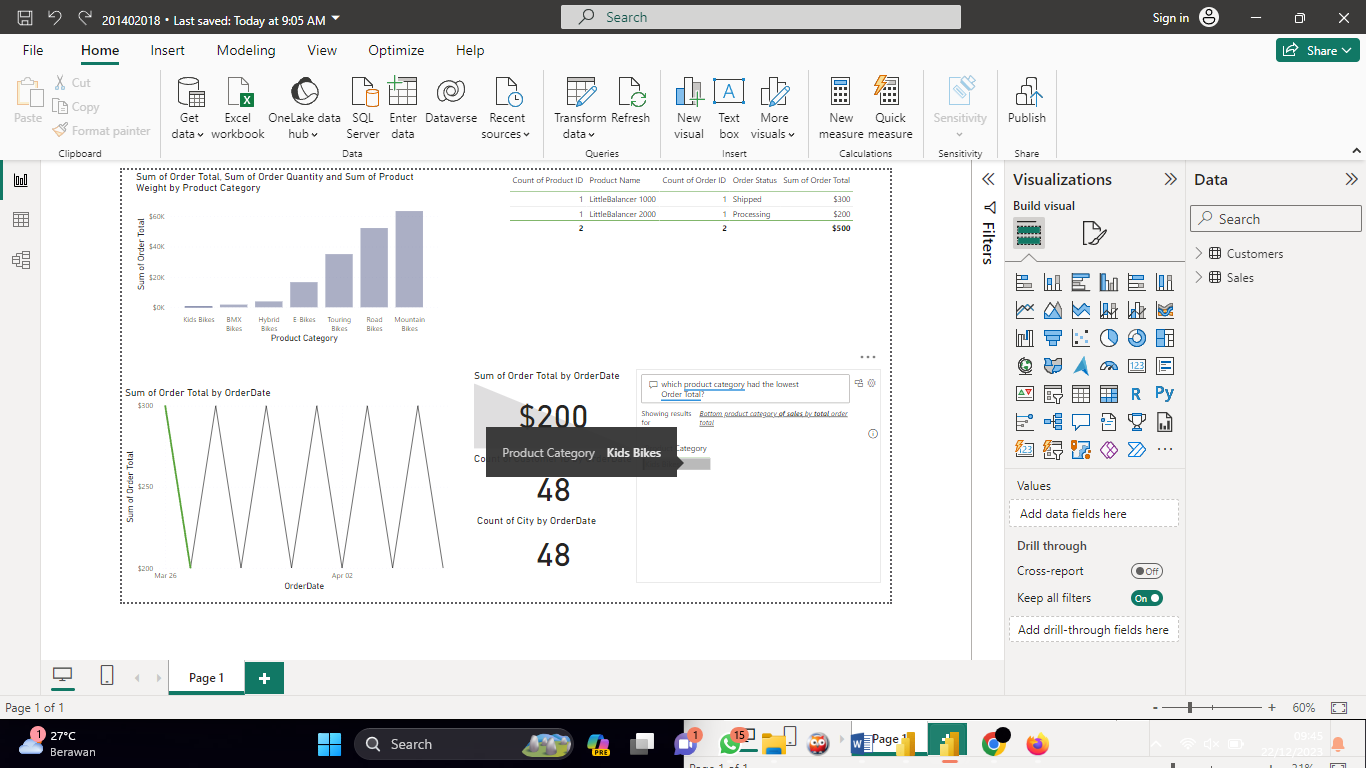 201402018 • Last saved: Today at 9:05 AM
Search
Sign in
File
Home
Insert
Modeling
View
Optimize
Help
Share
Paste
Cut
Copy
Format painter
Clipboard
Get
data
Excel
workbook
OneLake data
hub
SQL
Server
Enter
data
Dataverse
Recent
sources
Data
Transform
data
Refresh
Queries
New
visual
Text
box
More
visuals
Insert
New
measure
Quick
measure
Calculations
Sensitivity
Sensitivity
Publish
Share
Sum of Order Total, Sum of Order Quantity and Sum of Product
Weight by Product Category
Sum of Order Total
$60K
$40K
$20K
$0K
Kids Bikes
BMX
Bikes
Hybrid
Bikes
E-Bikes
Touring
Bikes
Road
Bikes
Mountain
Bikes
Product Category
Count of Product ID Product Name Count of Order ID Order Status Sum of Order Total
1 LittleBalancer 1000 1 Shipped $300
1 LittleBalancer 2000 1 Processing $200
2 2 $500
Sum of Order Total by OrderDate
Sum of Order Total
$300
$250
$200
Mar 26
Apr 02
OrderDate
Sum of Order Total by OrderDate
$200
48
Count of City by OrderDate
48
which product category had the lowest
Order Total?
Showing results
for
Bottom product category of sales by total order
total
Category
Product Category Kids Bikes
Filters
Visualizations
Build visual
Values
Add data fields here
Drill through
Cross-report
Off
Keep all filters
On
Add drill-through fields here
Data
Search
Customers
Sales
Page 1
Page 1 of 1
60%
1
27°C
Berawan
Search
PRE
1
15
Page 1
09:45
22/12/2023
Page 1 of 1
31%